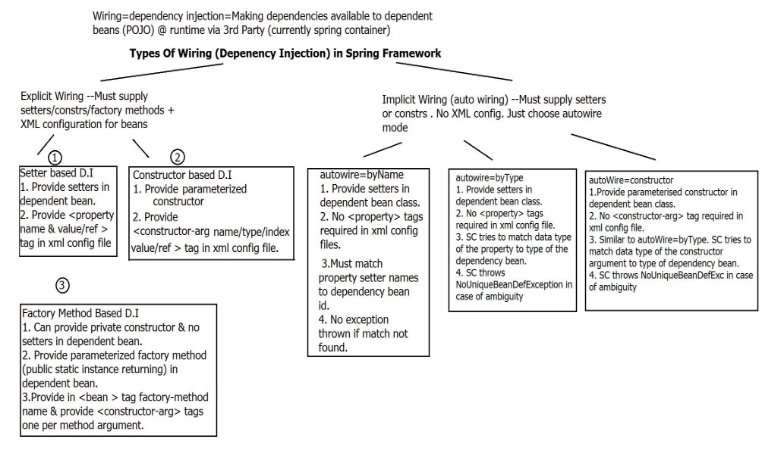 Wiring=dependency injection=Making dependencies available to dependent
beans (POJO) @ runtime via 3rd Party (currently spring container)
Types Of Wiring (Depenency Injection) in Spring Framework
Explicit Wiring --Must supply
setters/constrs/factory methods +
XML configuration for beans
Implicit Wiring (auto wiring) --Must supply setters
or constrs . No XML config. Just choose autowire
mode
1
Setter based D.I
1. Provide setters in
dependent bean.
2. Provide <property
name & value/ref >
tag in xml config file
2
Constructor based D.I
1. Provide parameterized
constructor
2. Provide
<constructor-arg name/type/index
value/ref > tag in xml config file.
autowire=byName
1. Provide setters in
dependent bean class.
2. No <property> tags
required in xml config
files.
3.Must match
property setter names
to dependency bean
id.
4. No exception
thrown if match not
found.
autowire=byType
1. Provide setters in
dependent bean class.
2. No <property> tags
required in xml config files.
3. SC tries to match data type
of the property to type of the
dependency bean.
4. SC throws
NoUniqueBeanDefException in
case of ambiguity
autoWire=constructor
1.Provide parameterised constructor in
dependent bean class.
2. No <constructor-arg> tag required in
xml config file.
3. Similar to autoWire=byType. SC tries to
match data type of the constructor
argument to type of dependency bean.
4. SC throws NoUniqueBeanDefExc in case
of ambiguity
3
Factory Method Based D.I
1. Can provide private constructor & no
setters in dependent bean.
2. Provide parameterized factory method
(public static instance returning) in
dependent bean.
3.Provide in <bean > tag factory-method
name & provide <constructor-arg> tags
one per method argument.